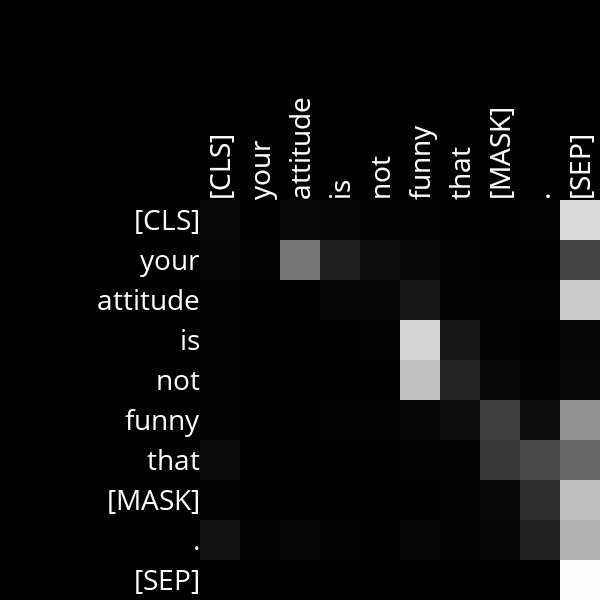 [CLS]
your
attitude
is
not
funny
that
[MASK]
.
[SEP]
[CLS]
your
attitude
is
not
funny
that
[MASK]
.
[SEP]